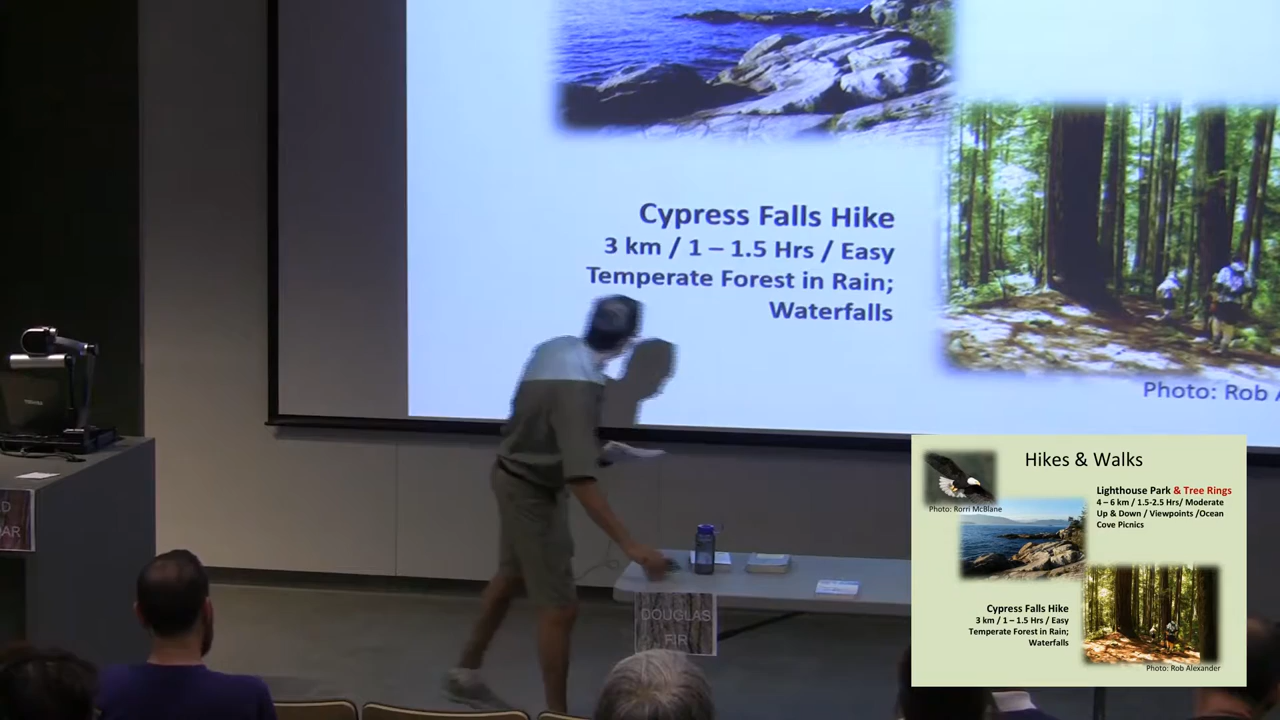 Cypress Falls Hike
3 km / 1 – 1.5 Hrs / Easy
Temperate Forest in Rain;
Waterfalls
Photo: Rob
TOSHIBA
DOUGLAS
FIR
Hikes & Walks
Photo: Rorri McBlane
Lighthouse Park & Tree Rings
4 – 6 km / 1.5-2.5 Hrs/ Moderate
Up & Down / Viewpoints /Ocean
Cove Picnics
Cypress Falls Hike
3 km / 1 – 1.5 Hrs / Easy
Temperate Forest in Rain;
Waterfalls
Photo: Rob Alexander